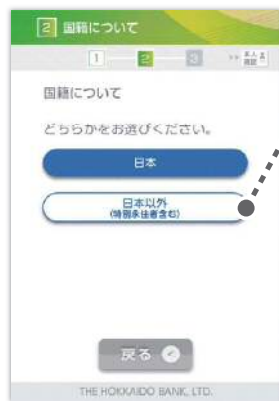 2 国籍について
1 2 3 >> 本人確認
国籍について
どちらかをお選びください。
日本
日本以外
(特別永住者含む)
戻る
THE HOKKAIDO BANK, LTD.